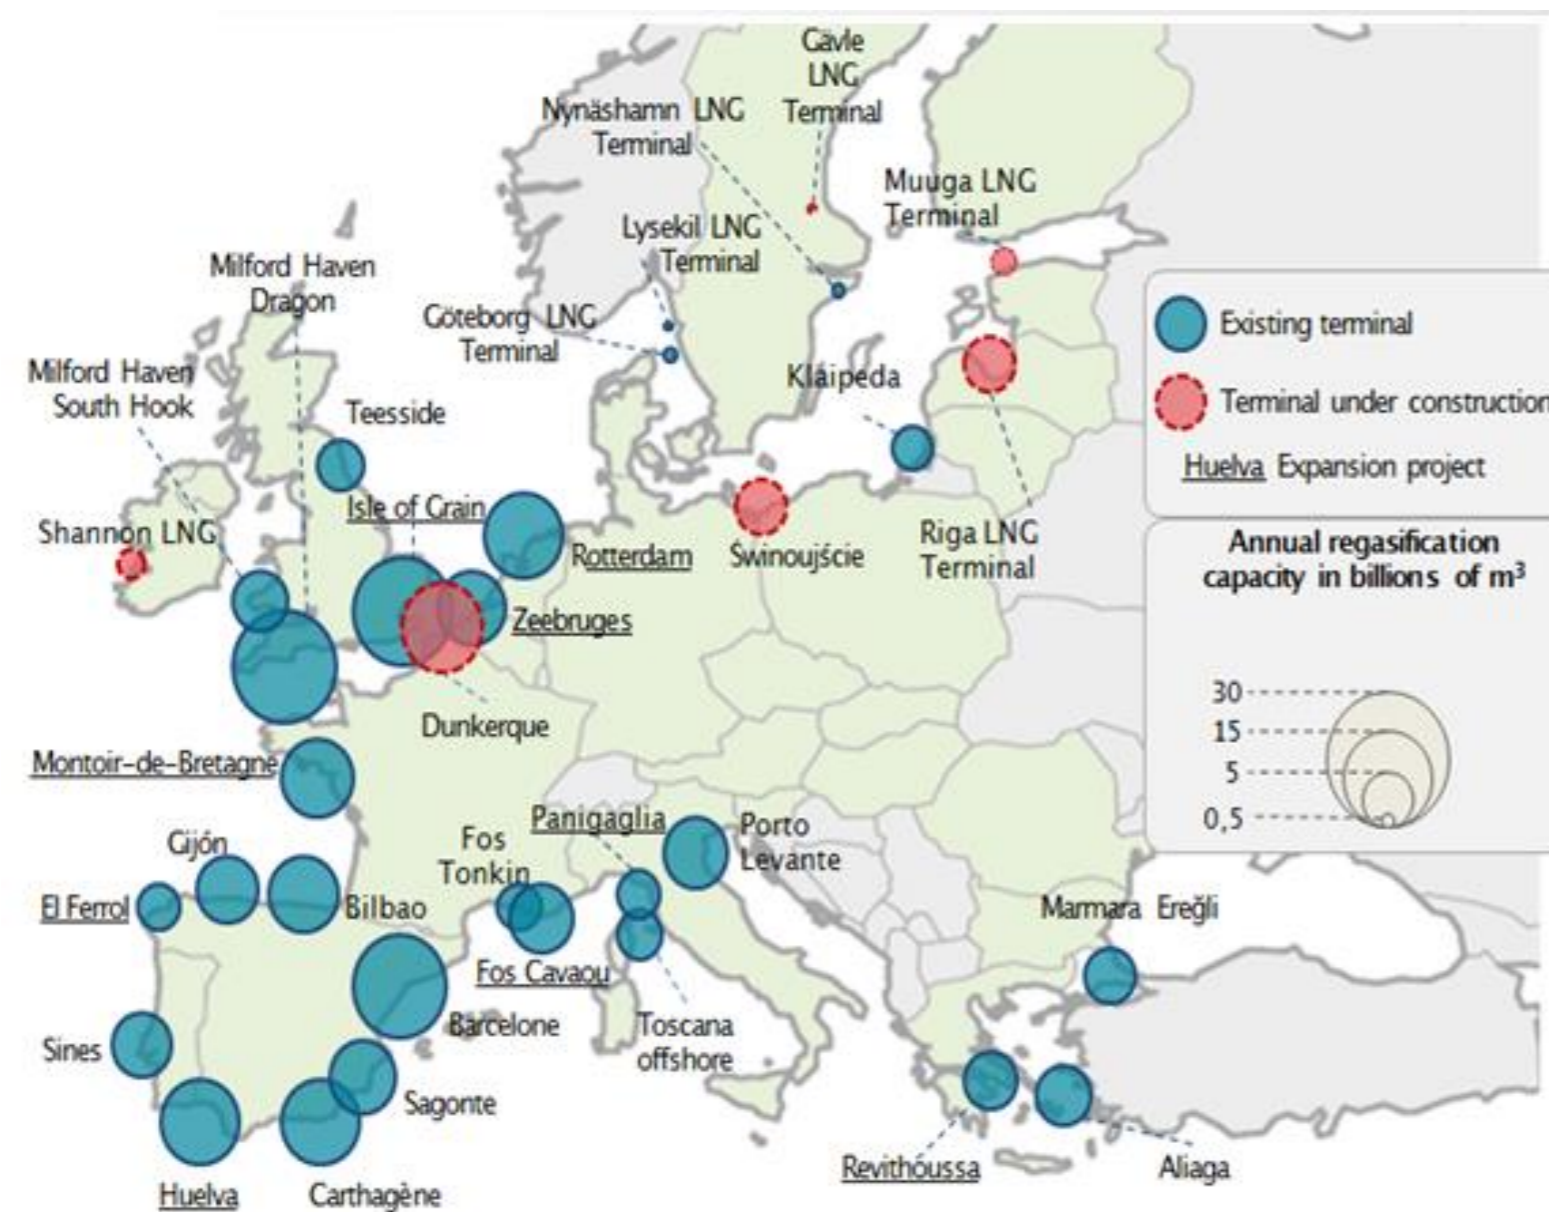 Gävle
LNG
Terminal
Nynäshamn LNG
Terminal
Muuga LNG
Terminal
Lysekil LNG
Terminal
Milford Haven
Dragon
Göteborg LNG
Terminal
Milford Haven
South Hook
Teesside
Klaipeda
Isle of Grain
Shannon LNG
Rotterdam
Świnoujście
Riga LNG
Terminal
Zeebruges
Dunkerque
Montoir-de-Bretagne
Gijón
El Ferrol
Bilbao
Fos
Tonkin
Panigaglia
Porto
Levante
Fos Cavaou
Marmara Ereğli
Barcelone
Toscana
offshore
Sines
Sagonte
Huelva
Carthagène
Revithoussa
Aliaga
Existing terminal
Terminal under construction
Huelva Expansion project
Annual regasification
capacity in billions of m³
30
15
5
0,5